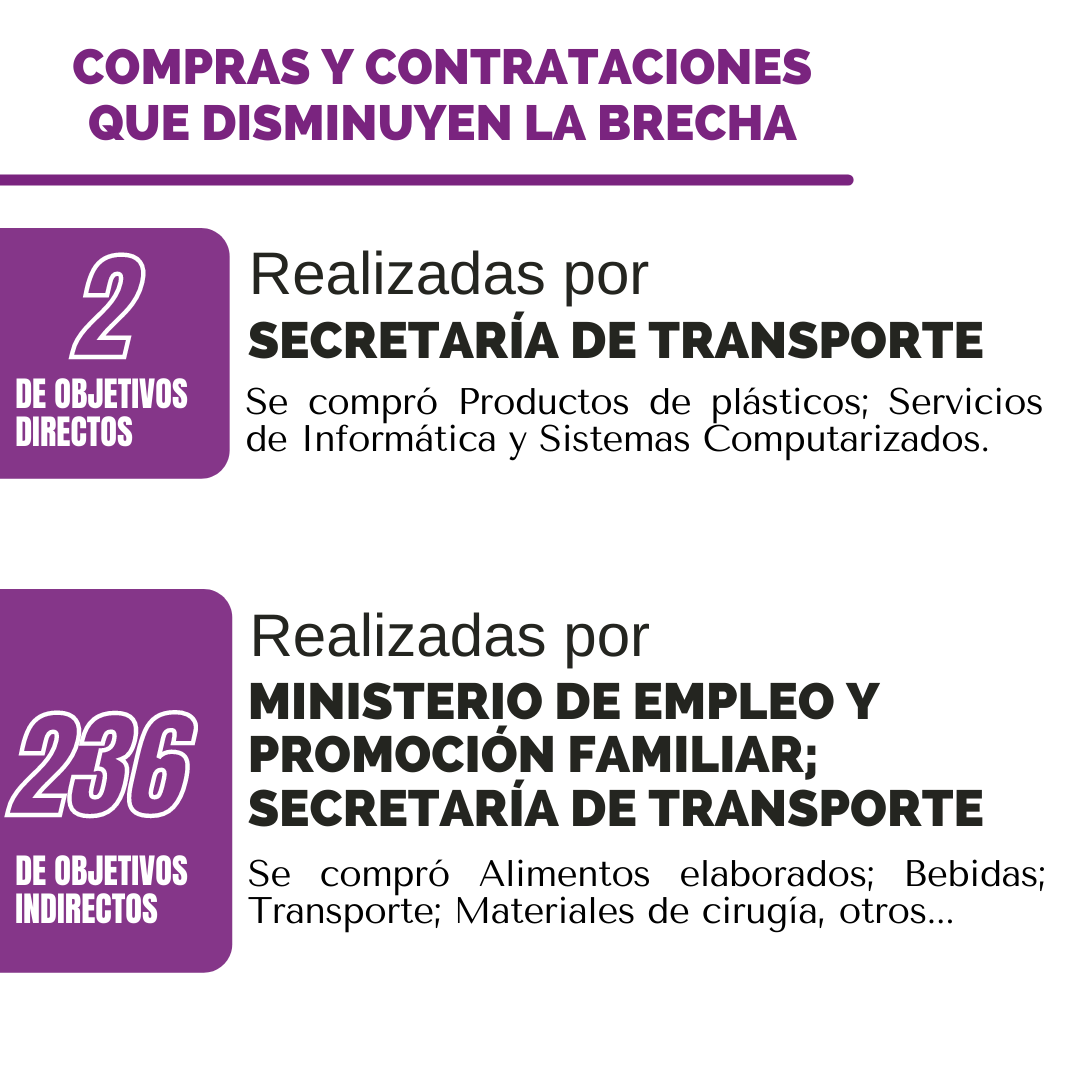 COMPRAS Y CONTRATACIONES
QUE DISMINUYEN LA BRECHA
2
DE OBJETIVOS
DIRECTOS
Realizadas por
SECRETARÍA DE TRANSPORTE
Se compró Productos de plásticos; Servicios
de Informática y Sistemas Computarizados.
236
DE OBJETIVOS
INDIRECTOS
Realizadas por
MINISTERIO DE EMPLEO Y
PROMOCIÓN FAMILIAR;
SECRETARÍA DE TRANSPORTE
Se compró Alimentos elaborados; Bebidas;
Transporte; Materiales de cirugía, otros...